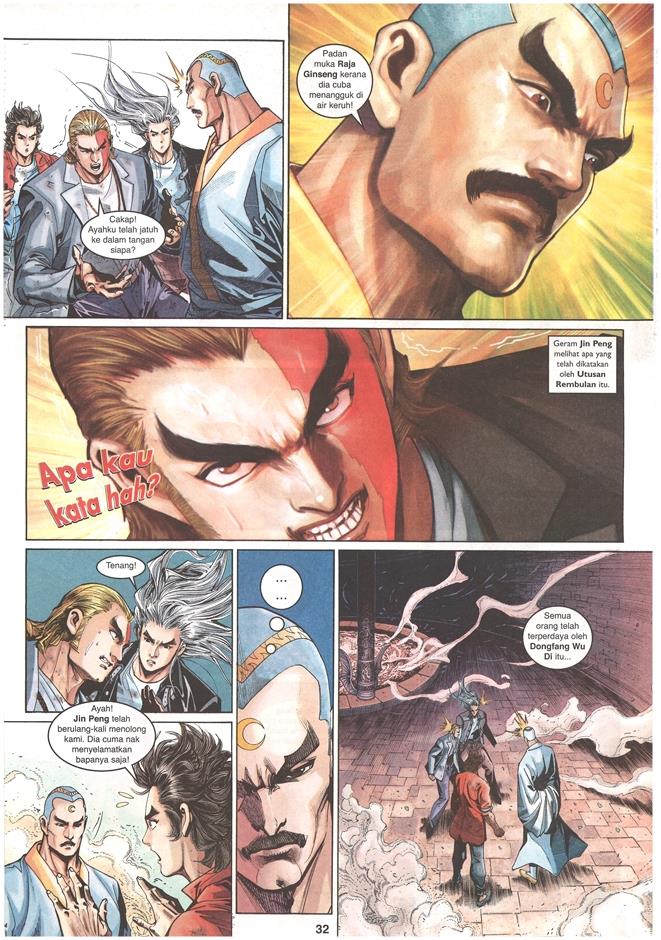 Cakap!
Ayahku telah jatuh
ke dalam tangan
siapa?
Padan
muka Raja
Ginseng kerana
dia cuba
menangguk di
air keruh!
Geram Jin Peng
melihat apa yang
telah dikatakan
oleh Utusan
Rembulan itu.
Apa kau
kata hah?
Tenang!
Ayah!
Jin Peng telah
berulang-kali menolong
kami. Dia cuma nak
menyelamatkan
bapanya saja!
...
...
Semua
orang telah
terperdaya oleh
Dongfang Wu
Di itu...
32